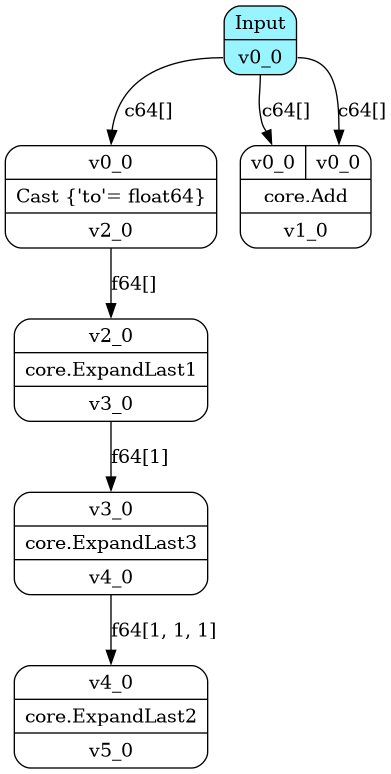 Input
v0_0
c64[]
c64[]
c64[]
v0_0
Cast {'to'= float64}
v2_0
v0_0 v0_0
core.Add
v1_0
f64[]
v2_0
core.ExpandLast1
v3_0
f64[1]
v3_0
core.ExpandLast3
v4_0
f64[1, 1, 1]
v4_0
core.ExpandLast2
v5_0